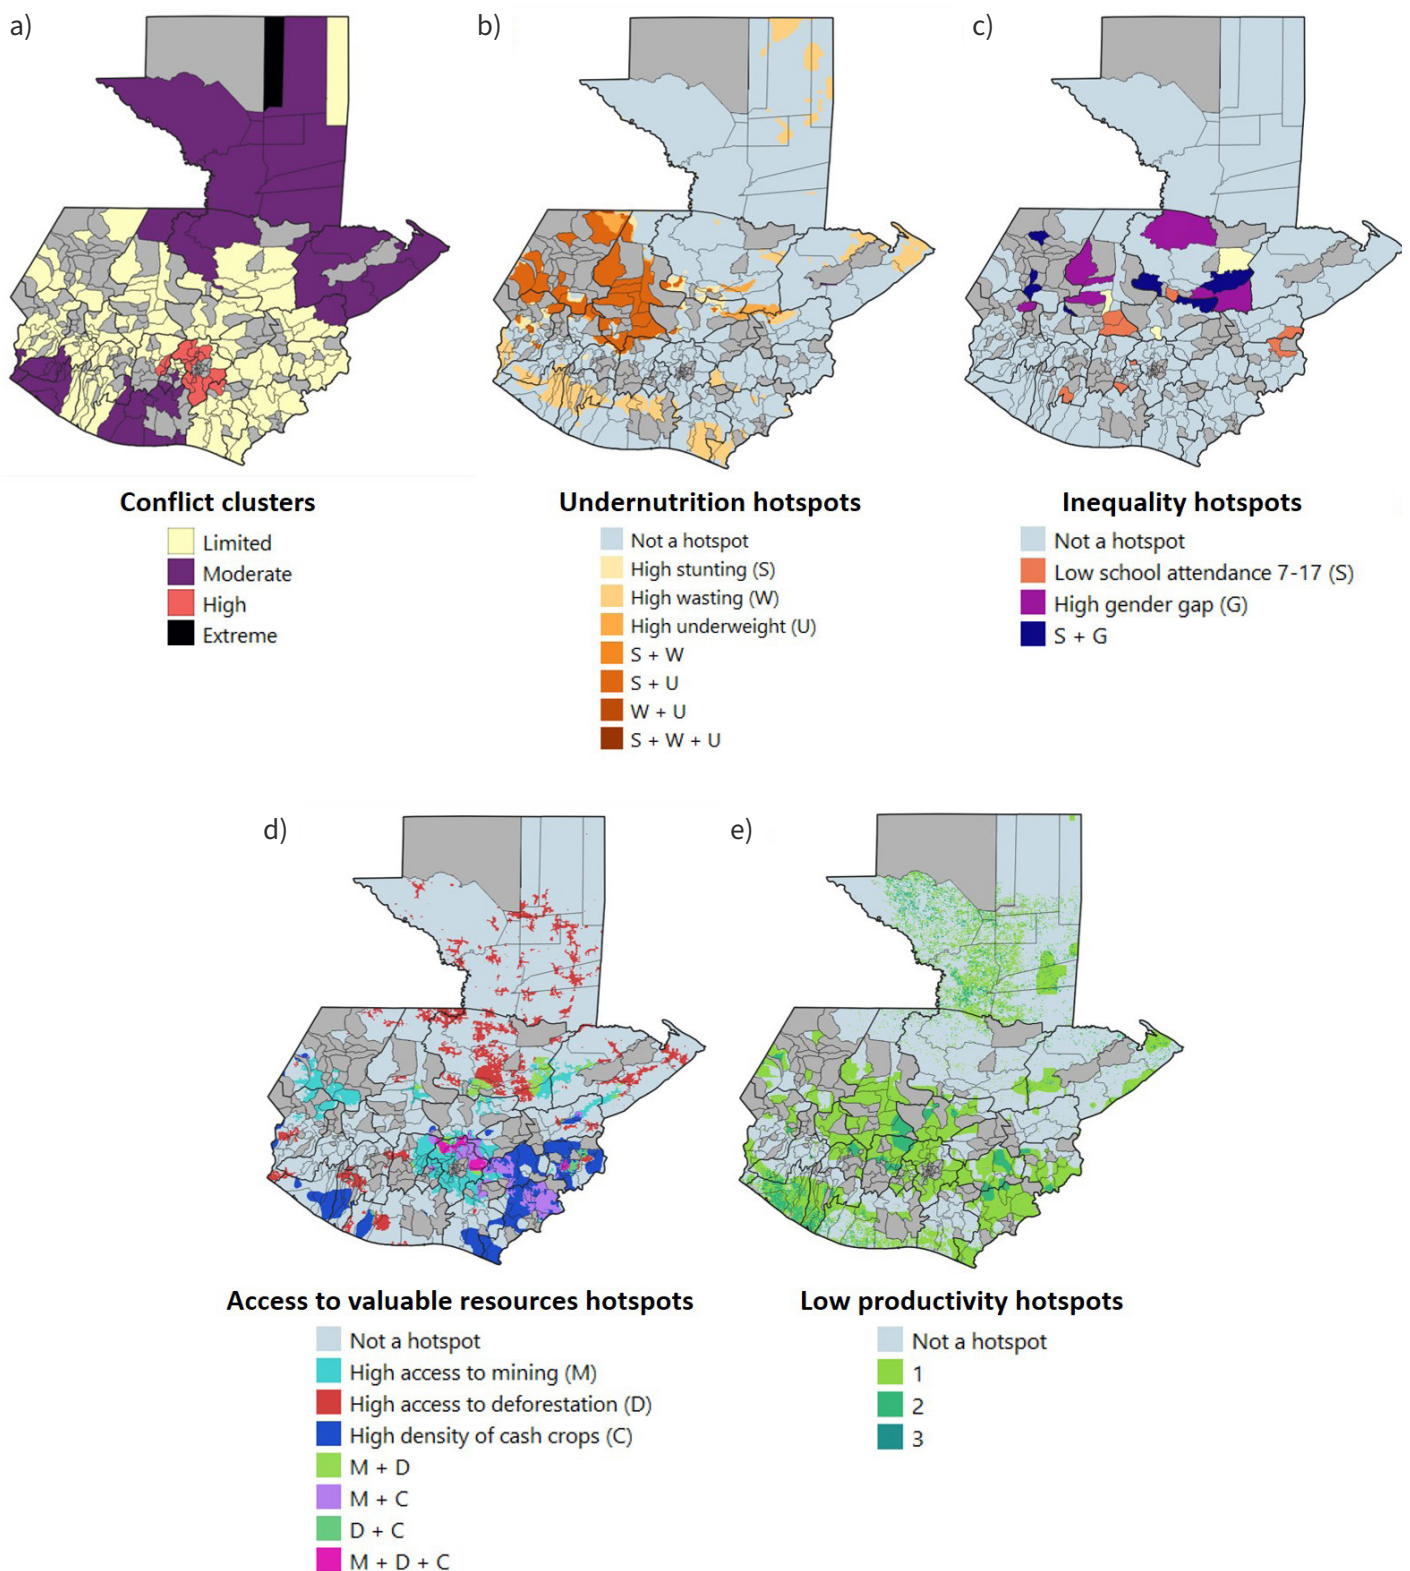 a)
b)
c)
Conflict clusters
Limited
Moderate
High
Extreme
Undernutrition hotspots
Not a hotspot
High stunting (S)
High wasting (W)
High underweight (U)
S + W
S + U
W + U
S + W + U
Inequality hotspots
Not a hotspot
Low school attendance 7-17 (S)
High gender gap (G)
S + G
d)
e)
Access to valuable resources hotspots
Not a hotspot
High access to mining (M)
High access to deforestation (D)
High density of cash crops (C)
M + D
M + C
D + C
M + D + C
Low productivity hotspots
Not a hotspot
1
2
3